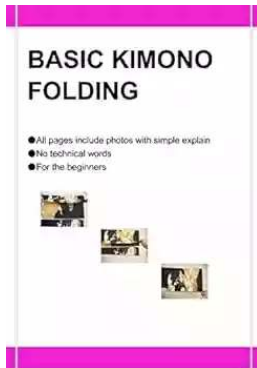 BASIC KIMONO
FOLDING
●All pages include photos with simple explain
●No technical words
●For the beginners